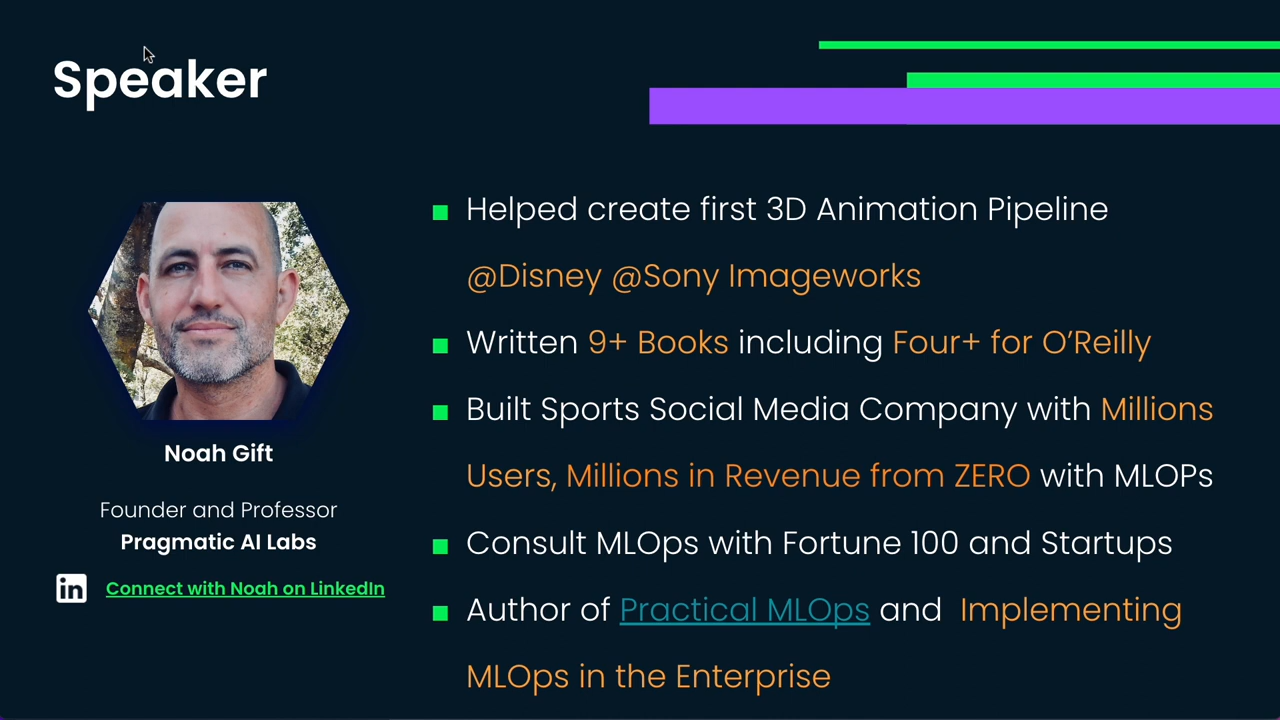 Speaker
Noah Gift
Founder and Professor
Pragmatic AI Labs
in Connect with Noah on LinkedIn
Helped create first 3D Animation Pipeline
@Disney @Sony Imageworks
Written 9+ Books including Four+ for O’Reilly
Built Sports Social Media Company with Millions
Users, Millions in Revenue from ZERO with MLOPs
Consult MLOps with Fortune 100 and Startups
Author of Practical MLOps and Implementing
MLOps in the Enterprise